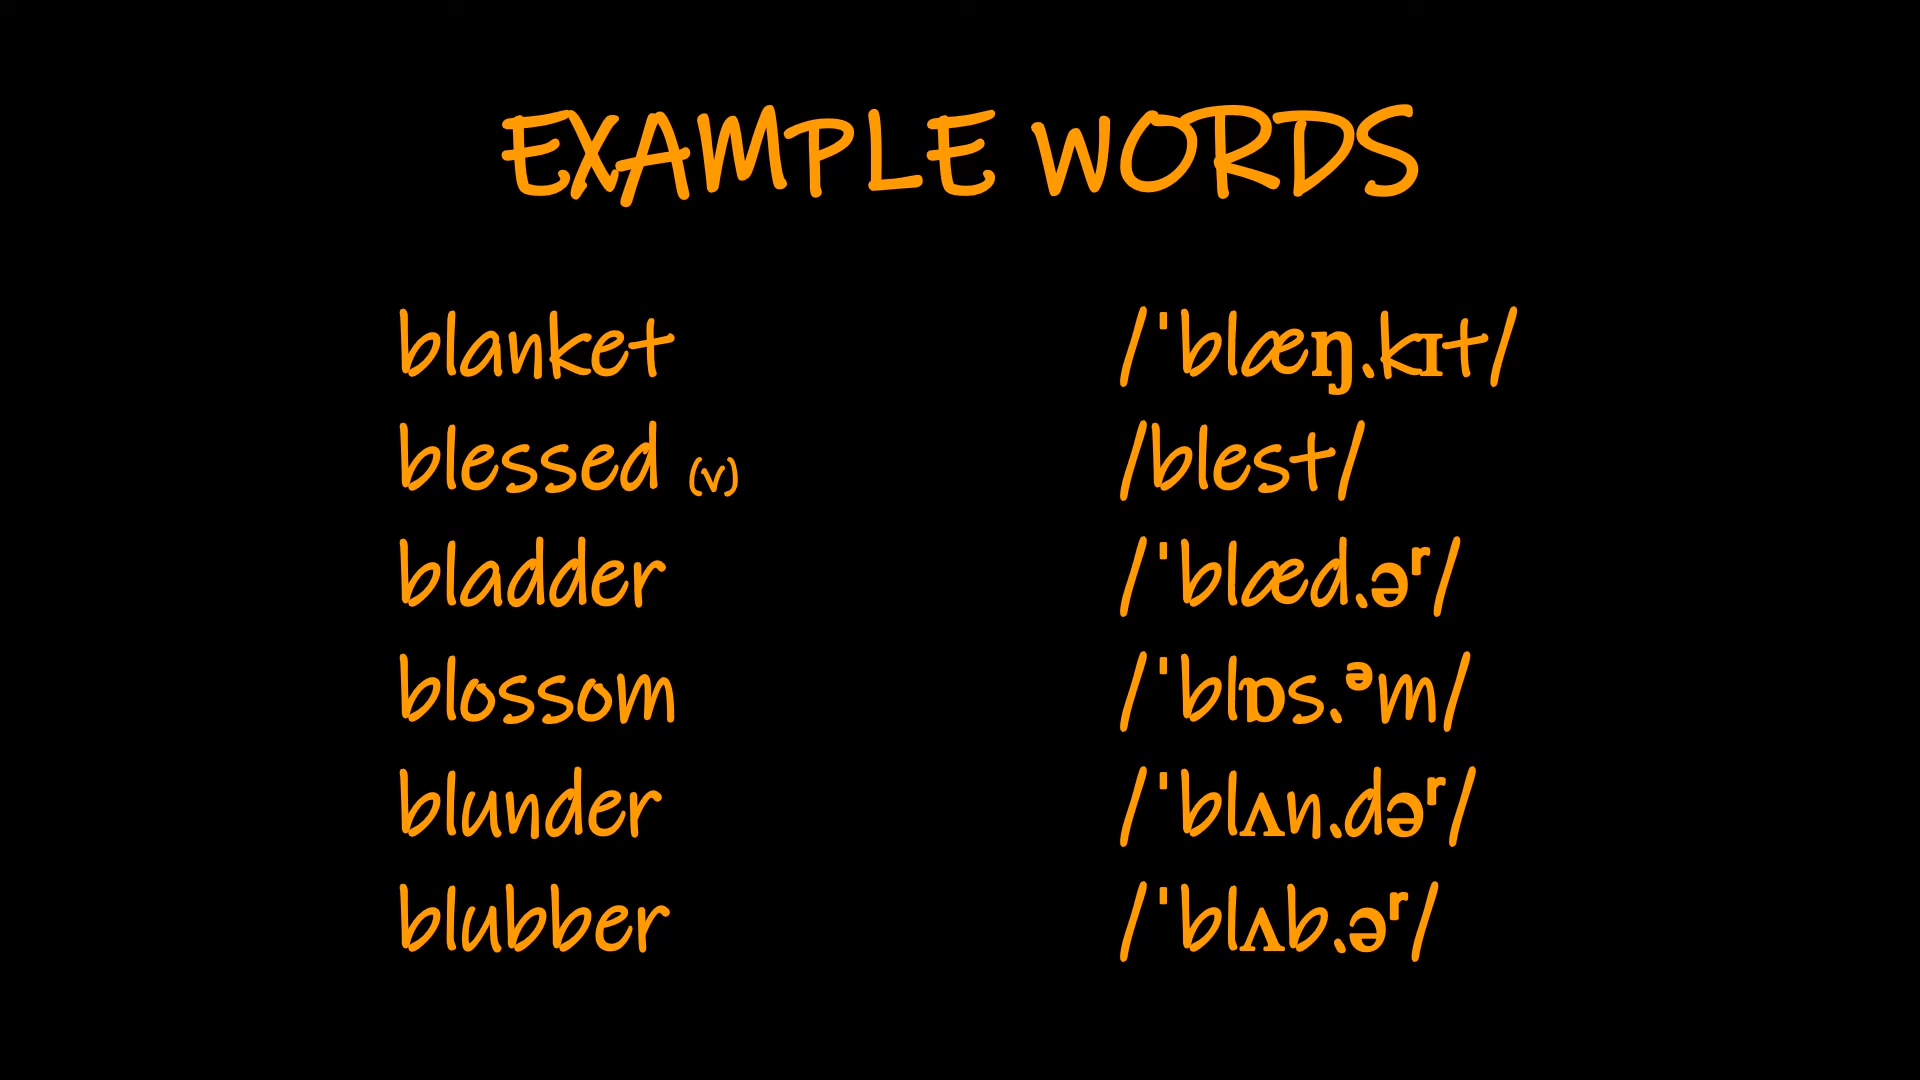 EXAMPLE WORDS
blanket /ˈblæŋ.kɪt/
blessed (v) /blest/
bladder /ˈblæd.əʳ/
blossom /ˈblɒs.ᵊm/
blunder /ˈblʌn.dəʳ/
blubber /ˈblʌb.əʳ/